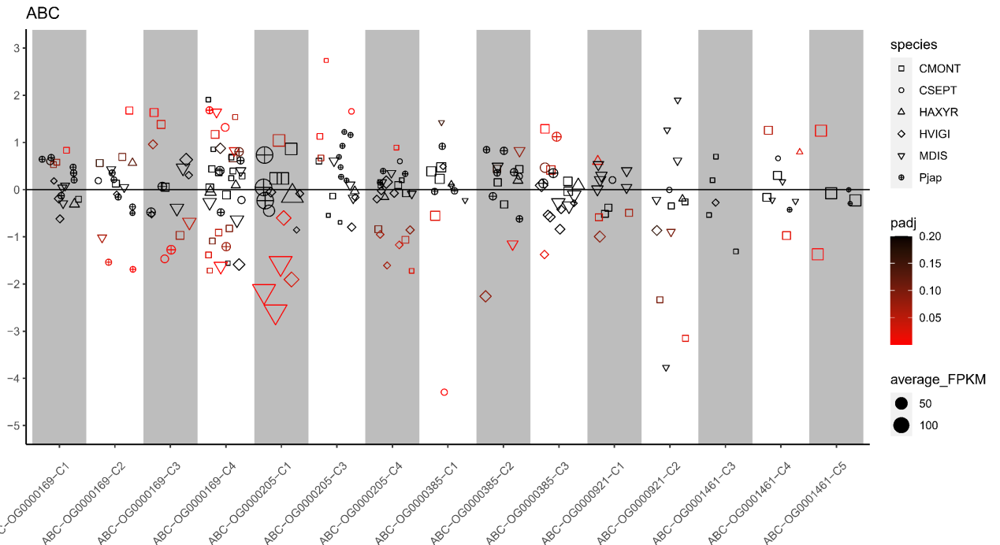 ABC
3
2
1
0
−1
−2
−3
−4
−5
C−OG0000169−C1
ABC−OG0000169−C2
ABC−OG0000169−C3
ABC−OG0000169−C4
ABC−OG0000205−C1
ABC−OG0000205−C3
ABC−OG0000205−C4
ABC−OG0000385−C1
ABC−OG0000385−C2
ABC−OG0000385−C3
ABC−OG0000921−C1
ABC−OG0000921−C2
ABC−OG0001461−C3
ABC−OG0001461−C4
ABC−OG0001461−C5
species
CMONT
CSEPT
HAXYR
HVIGI
MDIS
Pjap
padj
0.20
0.15
0.10
0.05
average_FPKM
50
100